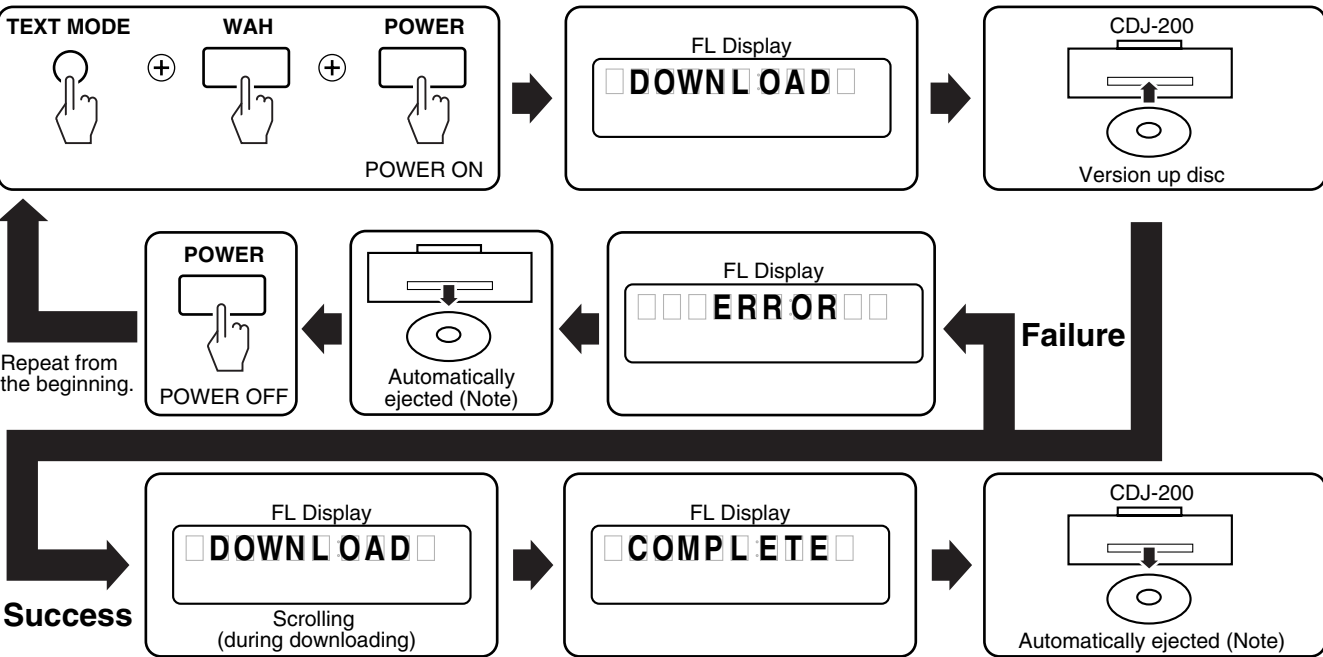 TEXT MODE
WAH
POWER
POWER ON
FL Display
DOWNLOAD
CDJ-200
Version up disc
POWER
POWER OFF
Repeat from
the beginning.
Automatically
ejected (Note)
FL Display
ERROR
Failure
Success
FL Display
DOWNLOAD
Scrolling
(during downloading)
FL Display
COMPLETE
CDJ-200
Automatically ejected (Note)